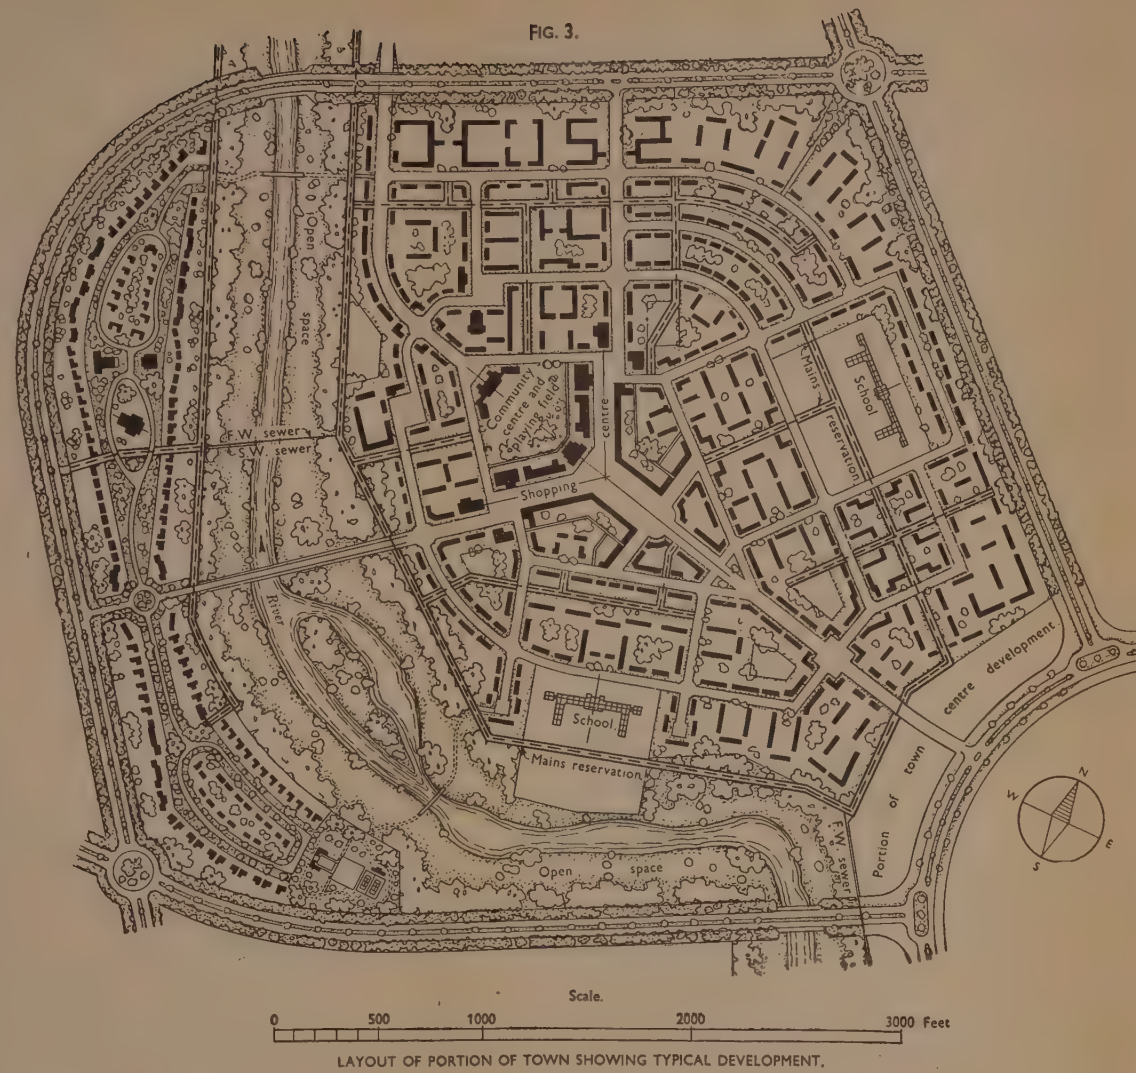 FIG. 3.
Open
space
Community
centre and
playing field
centre
Shopping
Mains
reservation
School
F.W. sewer
S.W. sewer
River
School
Mains reservation
centre development
Portion of town
F.W sewer
Open space
N
W
E
S
Scale.
0 500 1000 2000 3000 Feet
LAYOUT OF PORTION OF TOWN SHOWING TYPICAL DEVELOPMENT.